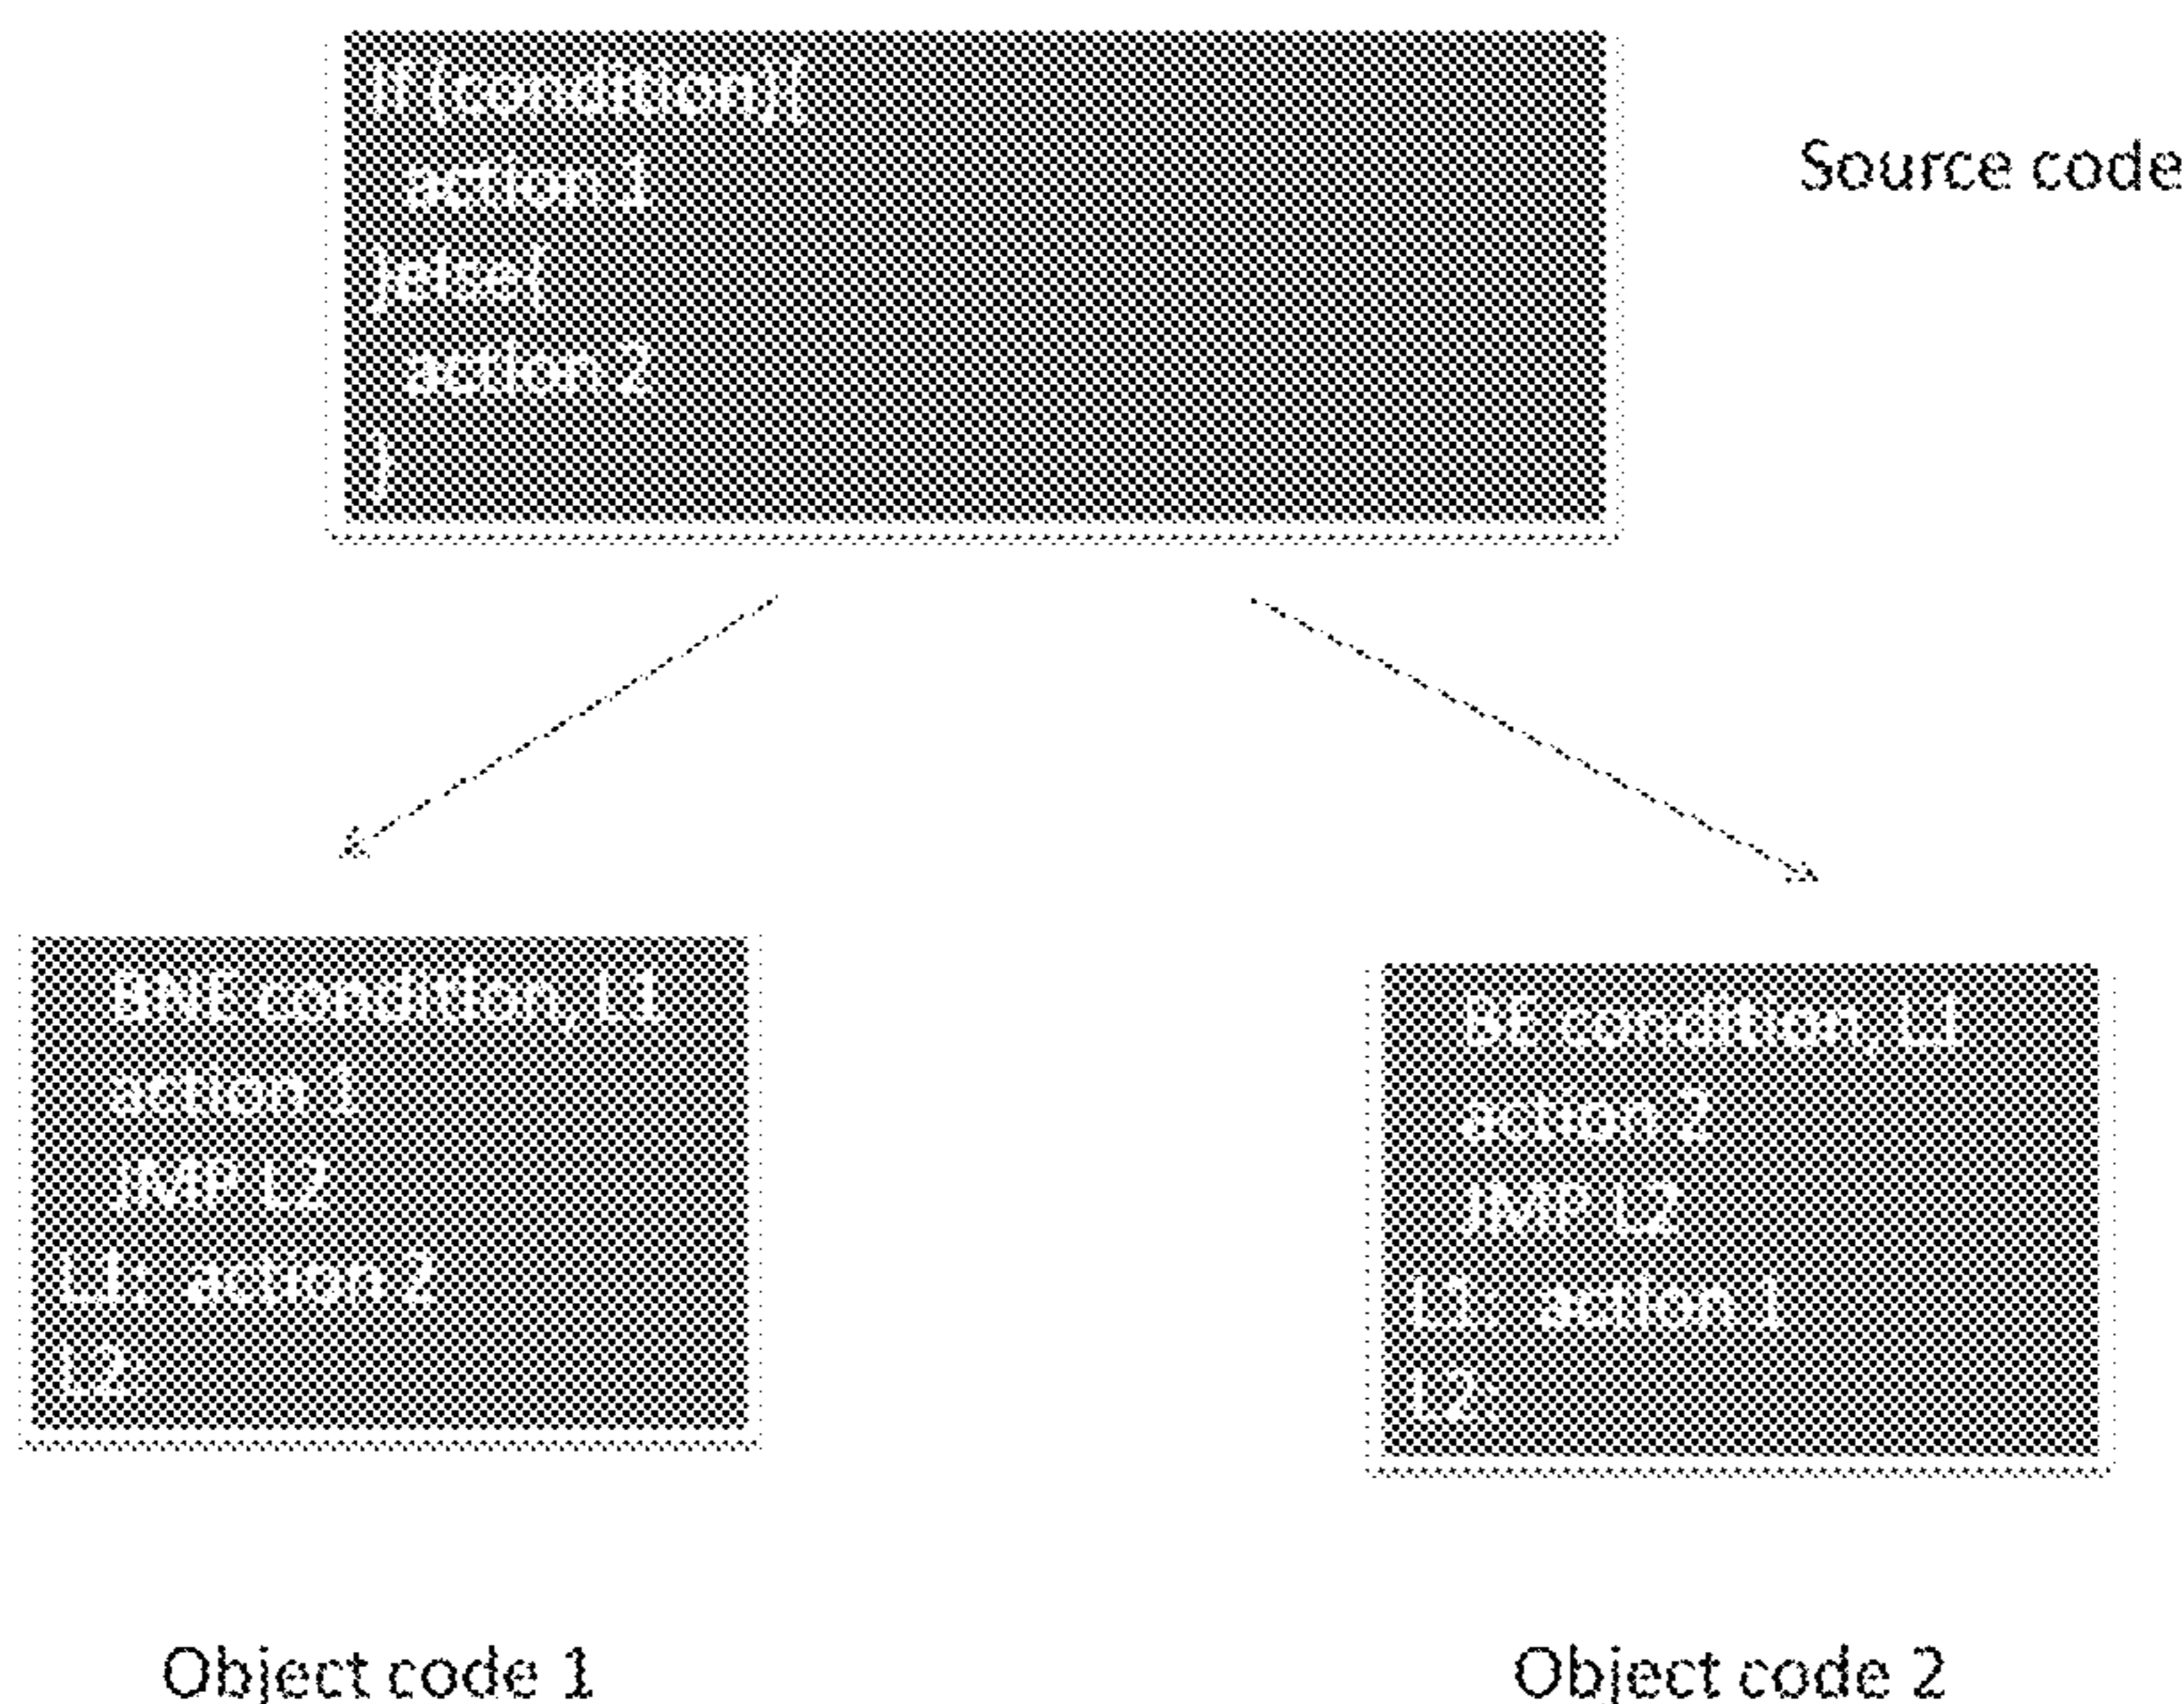 If (condition){
action 1
}else{
action 2
}
Source code
BNE condition, L1
action 1
JMP L2
L1: action 2
L2:
BE condition, L1
action 2
JMP L2
L1: action 1
L2:
Object code 1
Object code 2